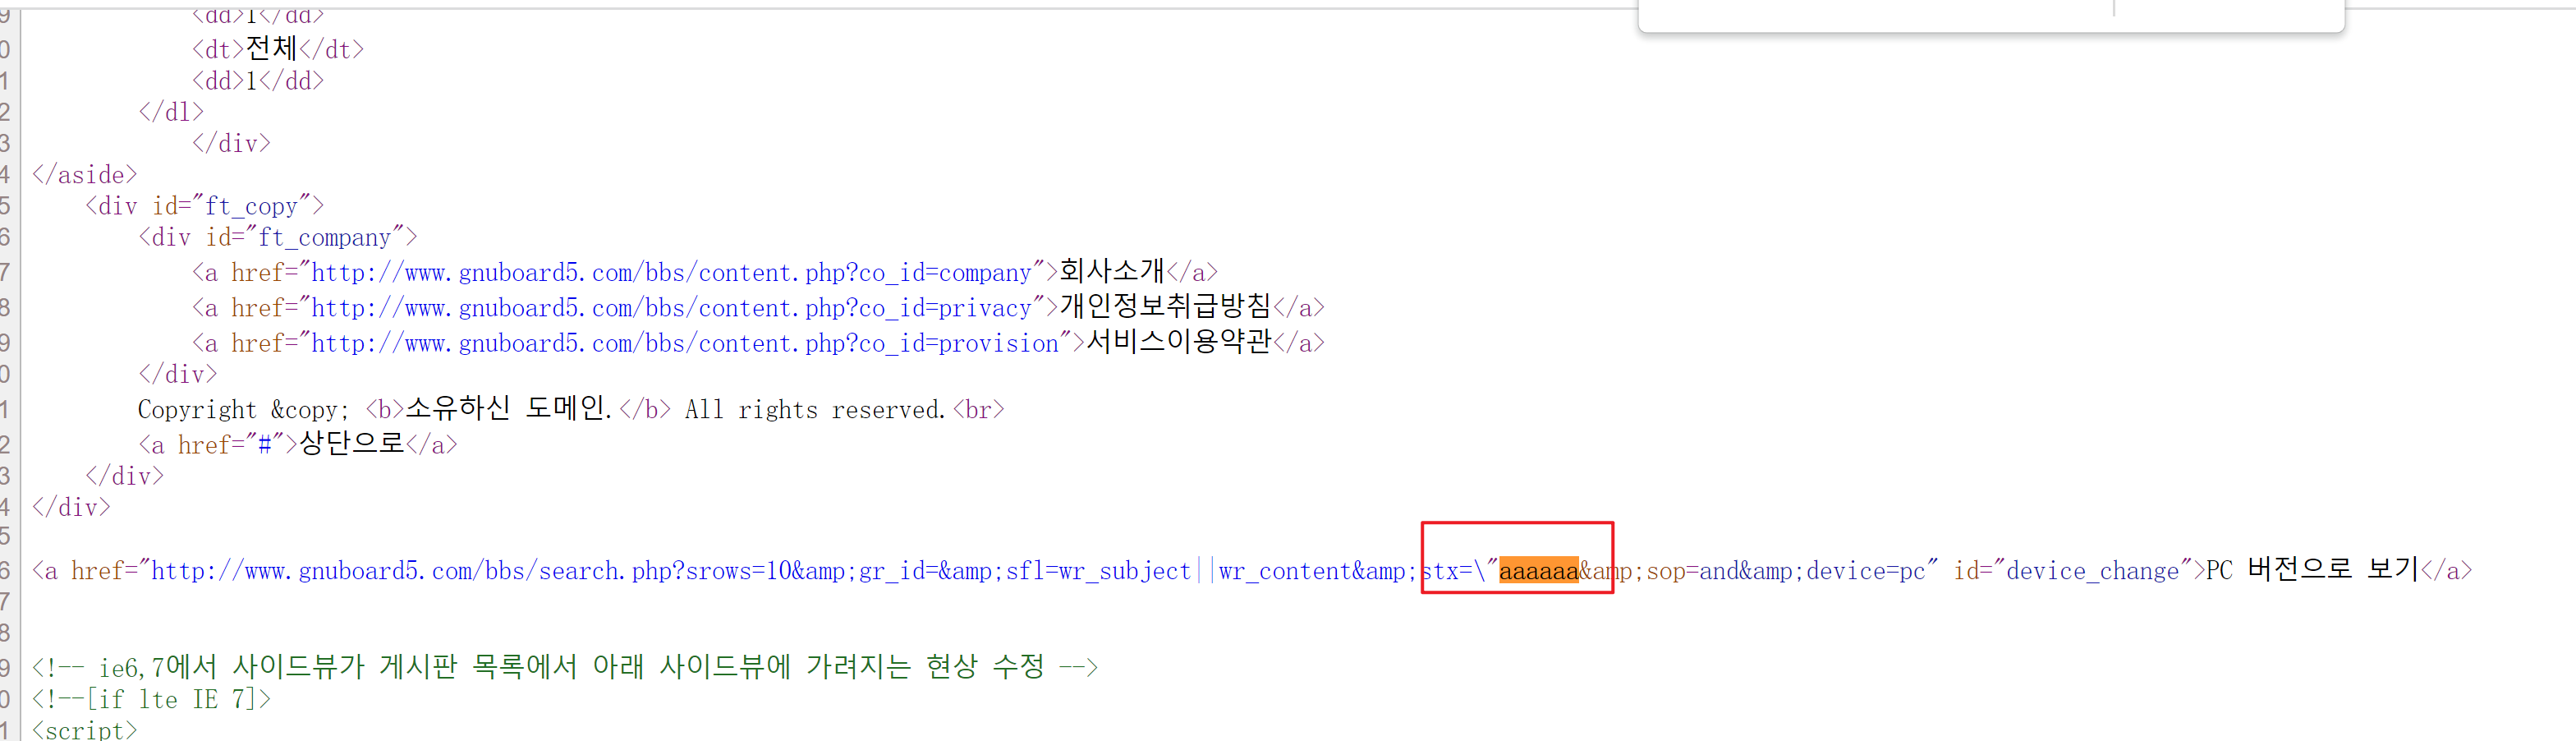 9 <dd>1</dd>
0 <dt>전체</dt>
1 <dd>1</dd>
2 </dl>
3 </div>
4 </aside>
5 <div id="ft_copy">
6 <div id="ft_company">
7 <a href="http://www.gnuboard5.com/bbs/content.php?co_id=company">회사소개</a>
8 <a href="http://www.gnuboard5.com/bbs/content.php?co_id=privacy">개인정보취급방침</a>
9 <a href="http://www.gnuboard5.com/bbs/content.php?co_id=provision">서비스이용약관</a>
0 </div>
1 Copyright &copy; <b>소유하신 도메인.</b> All rights reserved.<br>
2 <a href="#">상단으로</a>
3 </div>
4 </div>
5
6 <a href="http://www.gnuboard5.com/bbs/search.php?srows=10&amp;gr_id=&amp;sfl=wr_subject||wr_content&amp;stx=\"aaaaaa&amp;sop=and&amp;device=pc" id="device_change">PC 버전으로 보기</a>
7
8
9 <!-- ie6,7에서 사이드뷰가 게시판 목록에서 아래 사이드뷰에 가려지는 현상 수정 -->
0 <!--[if lte IE 7]>
1 <script>